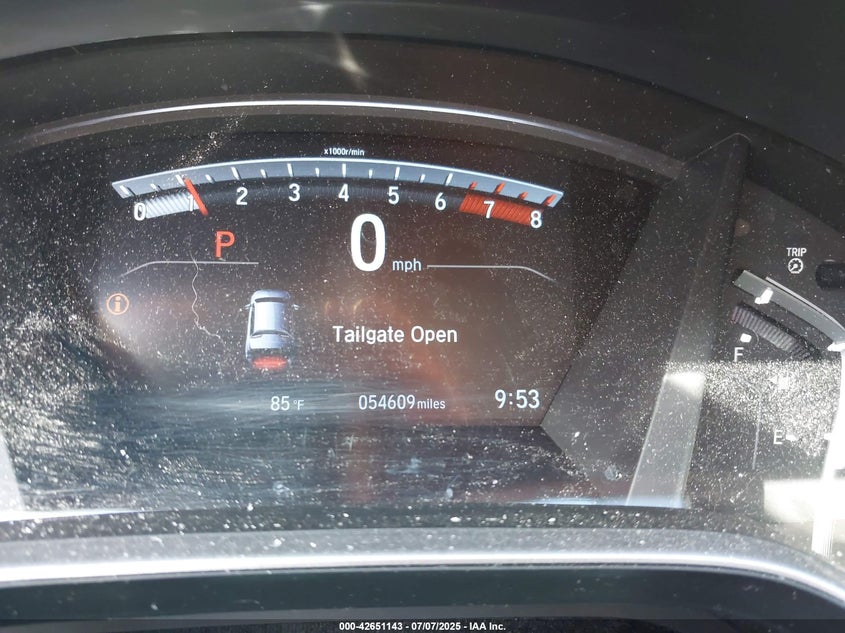 x1000r/min
0 1 2 3 4 5 6 7 8
P 0 mph
TRIP
Tailgate Open
F
85 °F 054609 miles 9:53
E
000-42651143 - 07/07/2025 - IAA Inc.